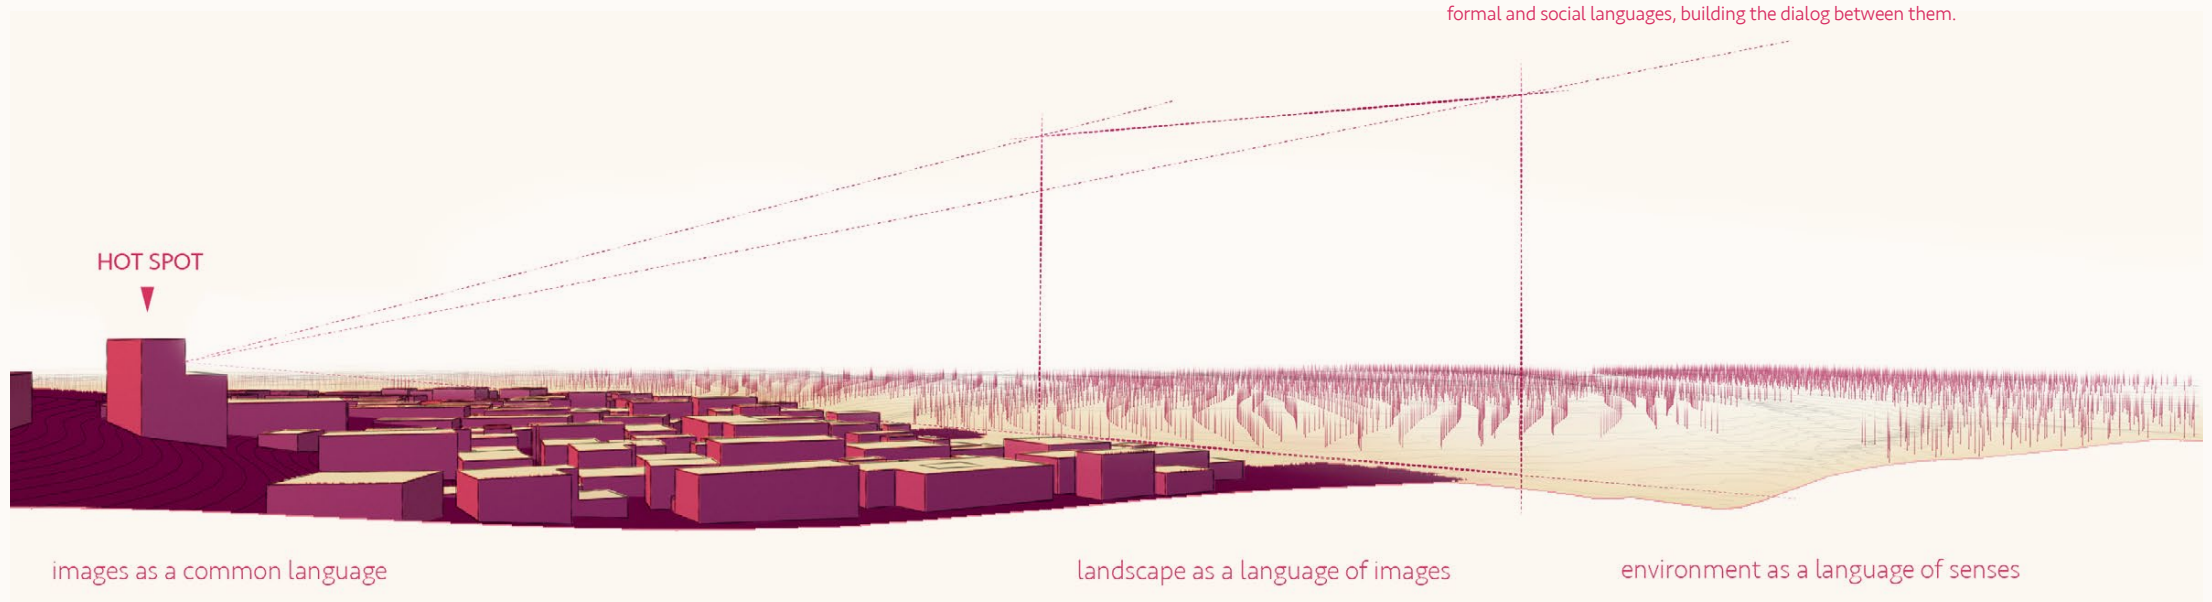 formal and social languages, building the dialog between them.
HOT SPOT
images as a common language
landscape as a language of images
environment as a language of senses